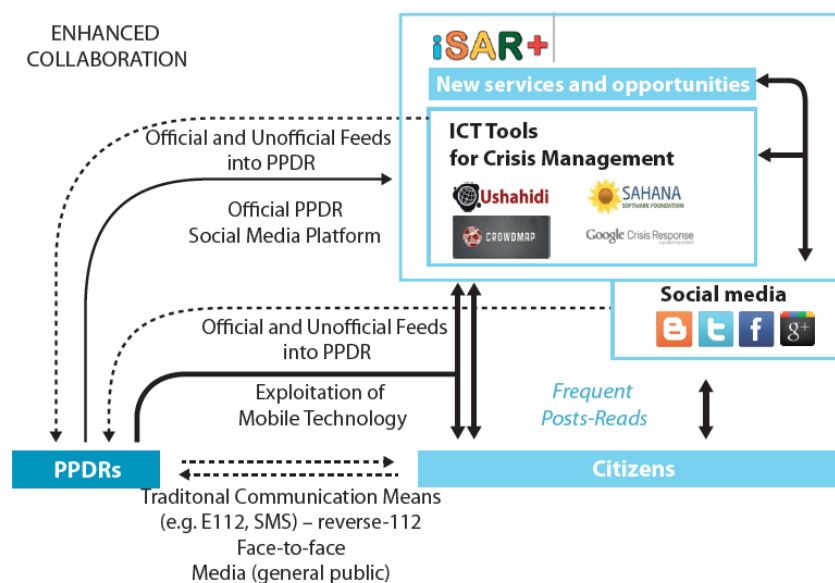 ENHANCED
COLLABORATION
iSAR+
New services and opportunities
Official and Unofficial Feeds
into PPDR
Official PPDR
Social Media Platform
ICT Tools
for Crisis Management
Ushahidi
SAHANA
SOFTWARE FOUNDATION
CROWDMAP
Google Crisis Response
Social media
t
f
g+
Official and Unofficial Feeds
into PPDR
Exploitation of
Mobile Technology
Frequent
Posts-Reads
PPDRs
Citizens
Traditonal Communication Means
(e.g. E112, SMS) – reverse-112
Face-to-face
Media (general public)